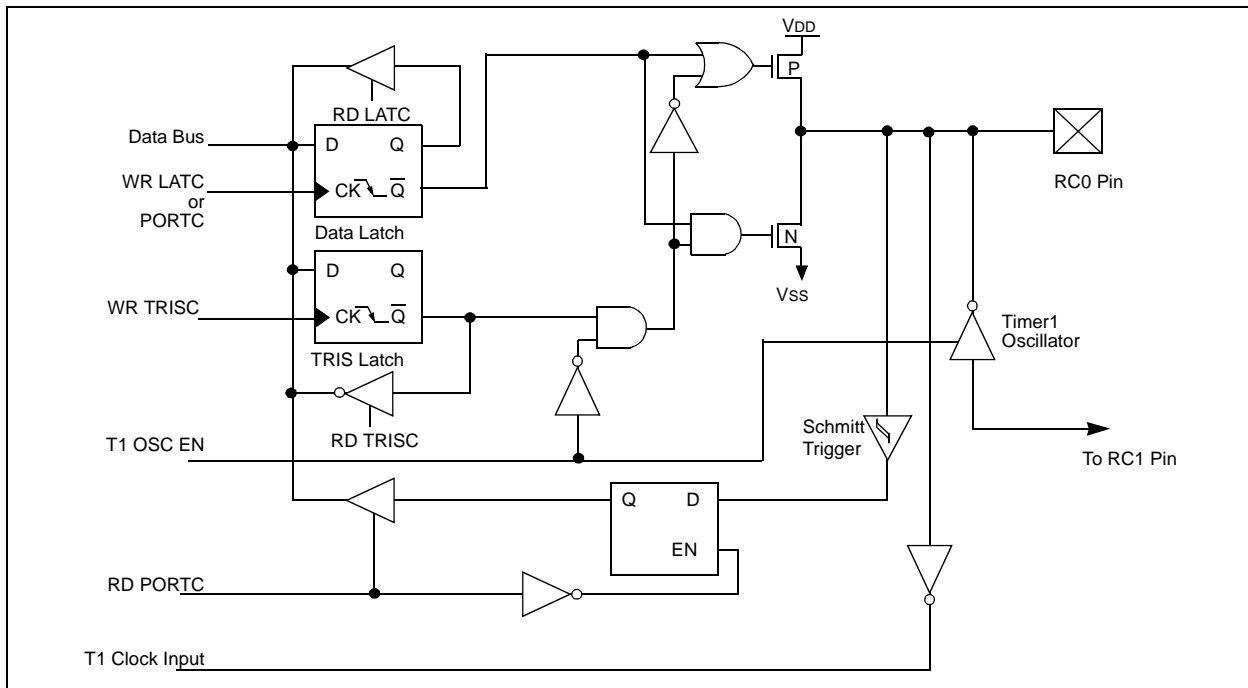 VDD
P
RD LATC
Data Bus
D Q
WR LATC
or
PORTC
CK Q
Data Latch
RC0 Pin
N
VSS
D Q
WR TRISC
CK Q
TRIS Latch
Timer1
Oscillator
RD TRISC
T1 OSC EN
Schmitt
Trigger
To RC1 Pin
Q D
EN
RD PORTC
T1 Clock Input